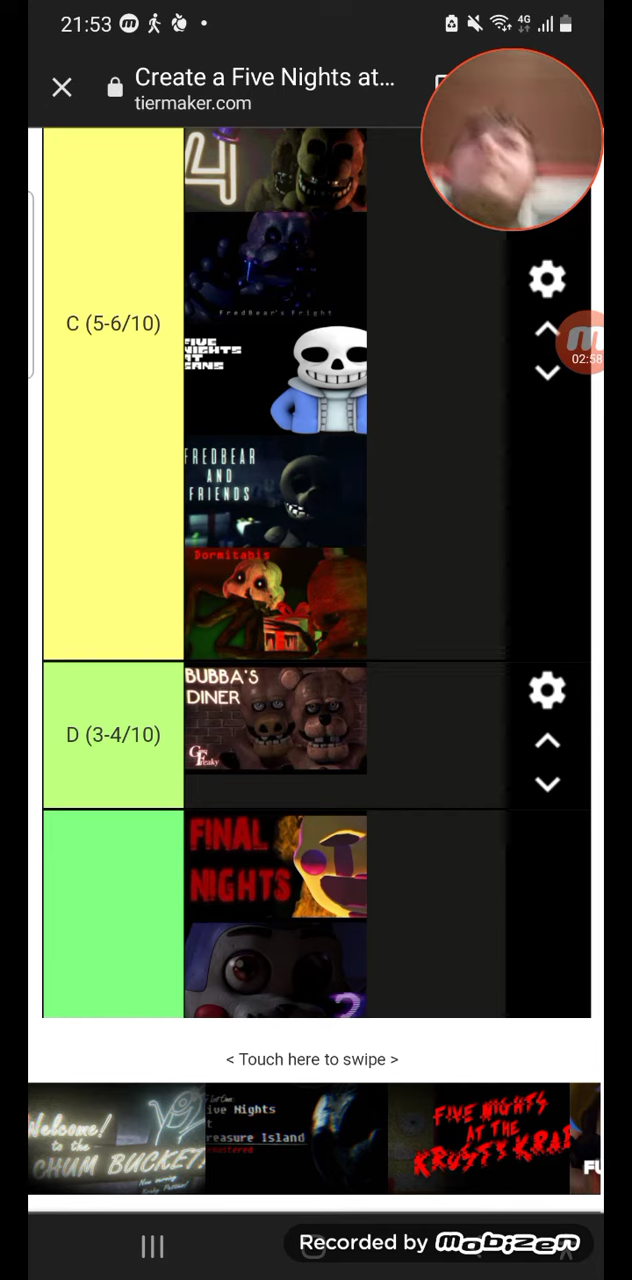 21:53
4G
Create a Five Nights at...
tiermaker.com
4
02:58
FredBear's Fright
C (5-6/10)
FIVE
NIGHTS
AT
SANS
FREDBEAR
AND
FRIENDS
Dormitabis
BUBBA'S
DINER
D (3-4/10)
FINAL
NIGHTS
2
< Touch here to swipe >
Welcome!
to the
CHUM BUCKET!
ive Nights
t
reasure Island
FIVE NIGHTS
AT THE
KRUSTY KRA
FU
Recorded by mobizen